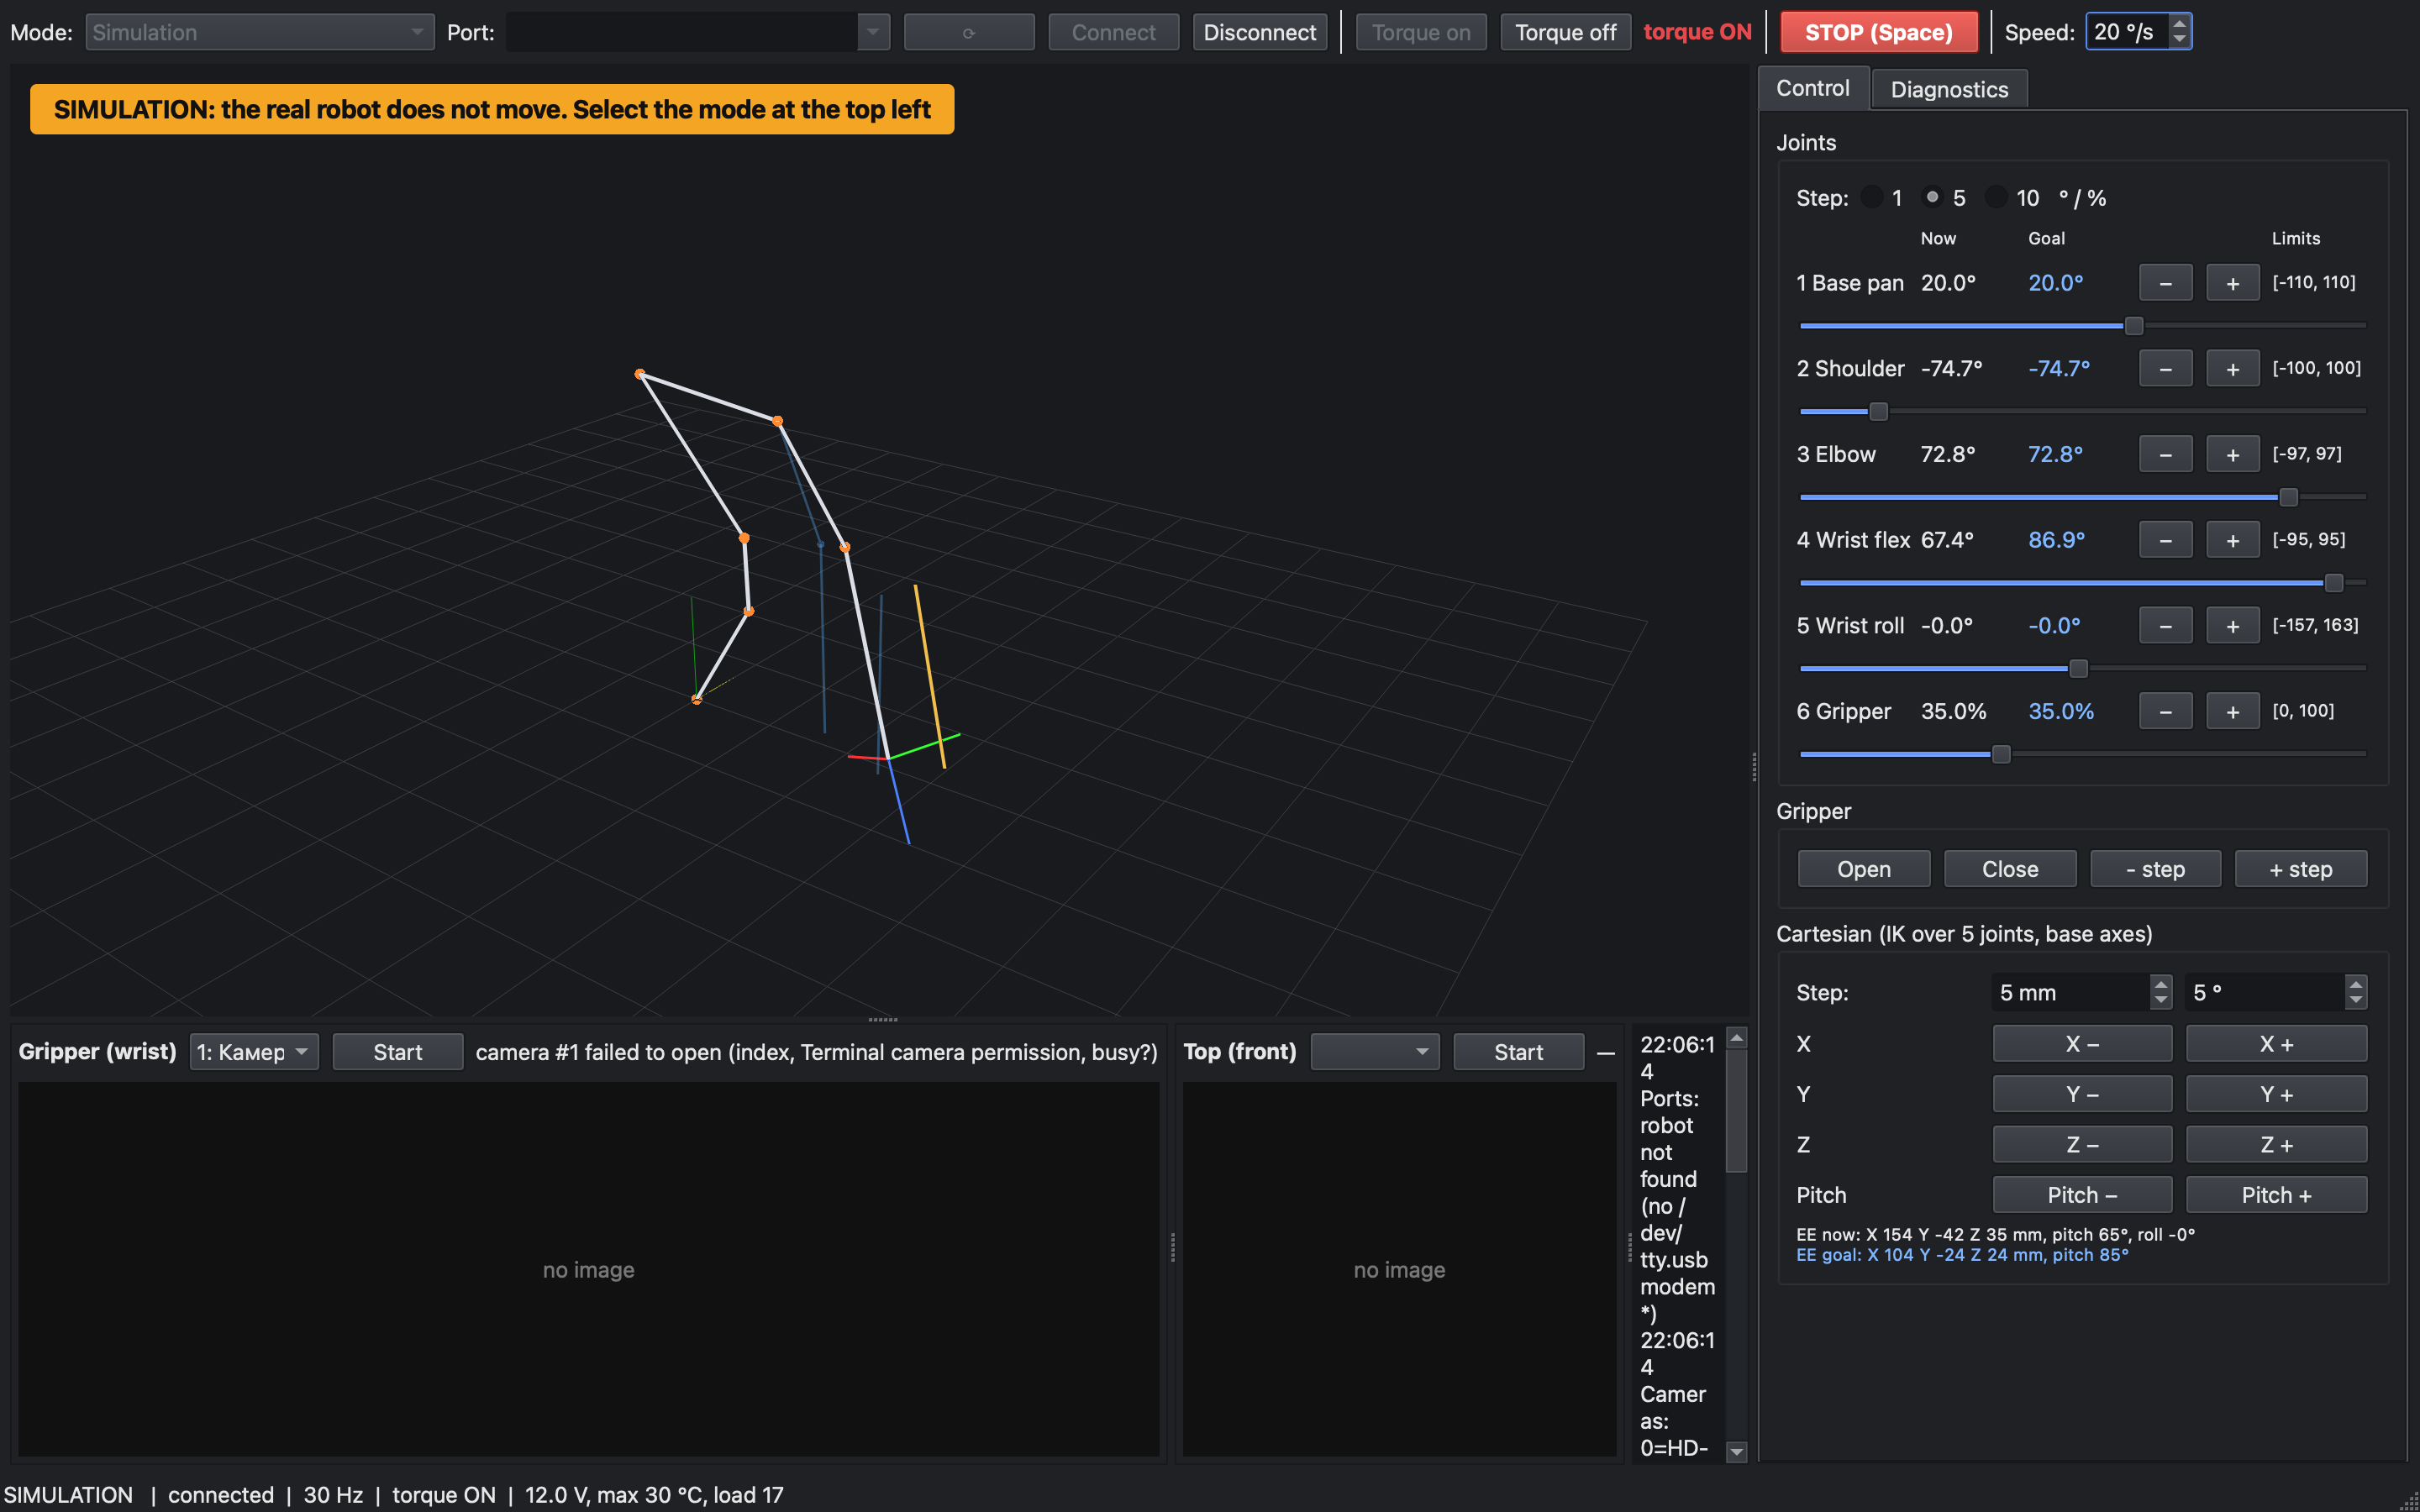 Mode: Simulation Port: ⟳ Connect Disconnect Torque on Torque off torque ON STOP (Space) Speed: 20 °/s
SIMULATION: the real robot does not move. Select the mode at the top left
Control Diagnostics
Joints
Step: 1 5 10 ° / %
Now Goal Limits
1 Base pan 20.0° 20.0° – + [-110, 110]
2 Shoulder -74.7° -74.7° – + [-100, 100]
3 Elbow 72.8° 72.8° – + [-97, 97]
4 Wrist flex 67.4° 86.9° – + [-95, 95]
5 Wrist roll -0.0° -0.0° – + [-157, 163]
6 Gripper 35.0% 35.0% – + [0, 100]
Gripper
Open Close - step + step
Cartesian (IK over 5 joints, base axes)
Step: 5 mm 5 °
X X – X +
Y Y – Y +
Z Z – Z +
Pitch Pitch – Pitch +
EE now: X 154 Y -42 Z 35 mm, pitch 65°, roll -0°
EE goal: X 104 Y -24 Z 24 mm, pitch 85°
Gripper (wrist) 1: Камер Start camera #1 failed to open (index, Terminal camera permission, busy?)
no image
Top (front) Start —
no image
22:06:1
4
Ports:
robot
not
found
(no /
dev/
tty.usb
modem
*)
22:06:1
4
Camer
as:
0=HD-
SIMULATION | connected | 30 Hz | torque ON | 12.0 V, max 30 °C, load 17